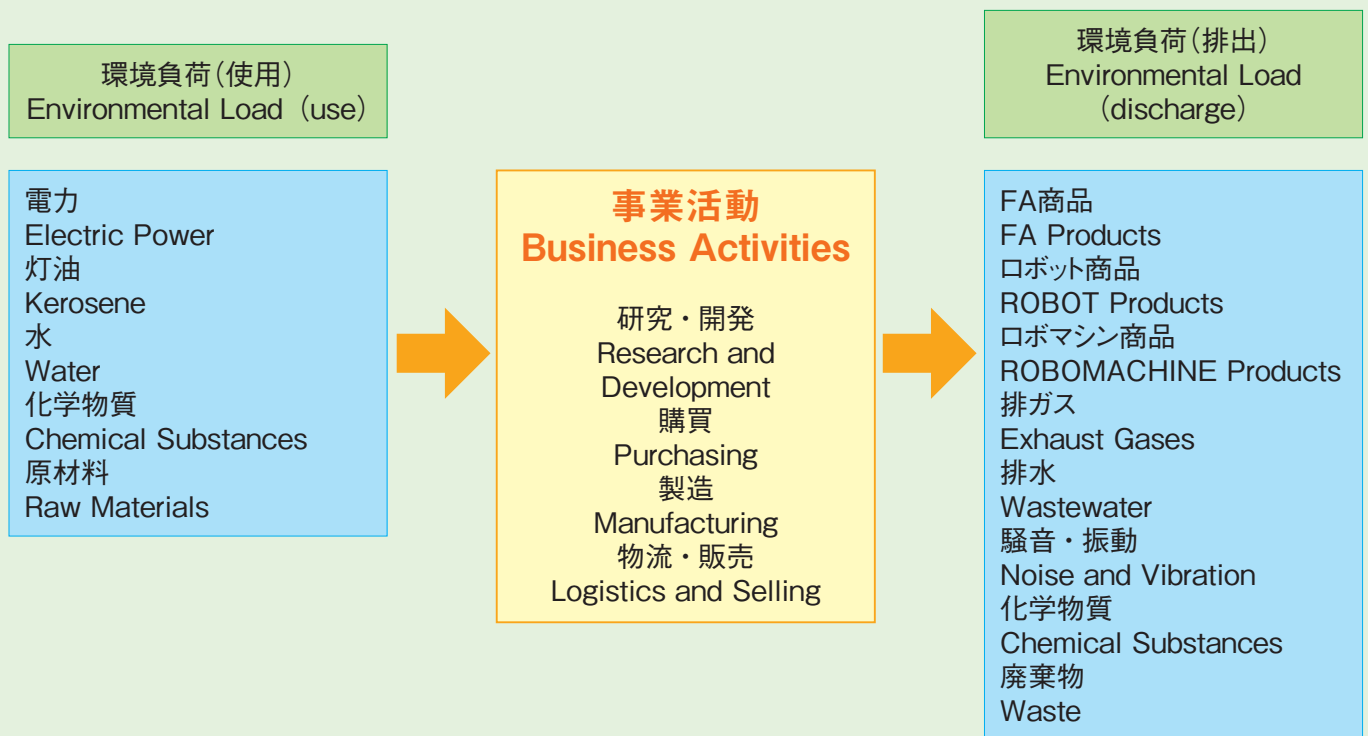 環境負荷（使用）
Environmental Load（use）
電力
Electric Power
灯油
Kerosene
水
Water
化学物質
Chemical Substances
原材料
Raw Materials
事業活動
Business Activities
研究・開発
Research and
Development
購買
Purchasing
製造
Manufacturing
物流・販売
Logistics and Selling
環境負荷（排出）
Environmental Load
（discharge）
FA商品
FA Products
ロボット商品
ROBOT Products
ロボマシン商品
ROBOMACHINE Products
排ガス
Exhaust Gases
排水
Wastewater
騒音・振動
Noise and Vibration
化学物質
Chemical Substances
廃棄物
Waste